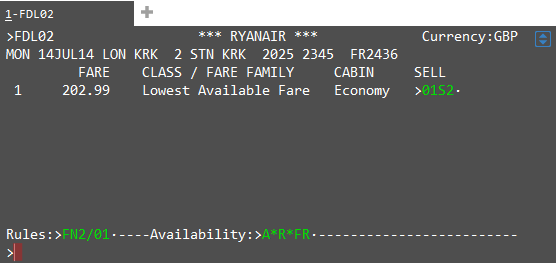 1-FDL02
>FDL02 *** RYANAIR *** Currency:GBP
MON 14JUL14 LON KRK 2 STN KRK 2025 2345 FR2436
FARE CLASS / FARE FAMILY CABIN SELL
1 202.99 Lowest Available Fare Economy >01S2·
Rules:>FN2/01·----Availability:>A*R*FR·-------------------------
>